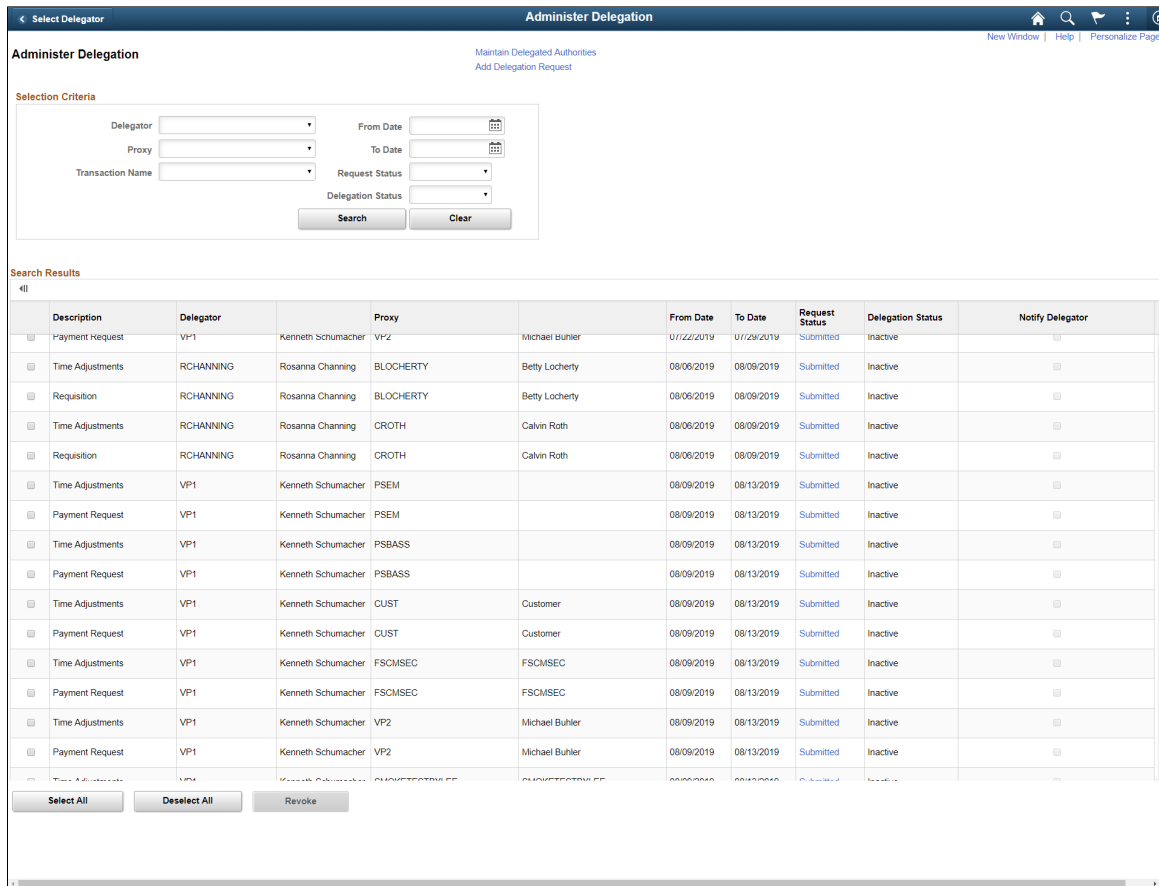 Select Delegator
Administer Delegation
New Window | Help | Personalize Page
Administer Delegation
Maintain Delegated Authorities
Add Delegation Request
Selection Criteria
Delegator From Date
Proxy To Date
Transaction Name Request Status
Delegation Status
Search Clear
Search Results
Description Delegator Proxy From Date To Date Request Status Delegation Status Notify Delegator
Payment Request VP1 Kenneth Schumacher VP2 Michael Buhler 07/22/2019 07/29/2019 Submitted Inactive
Time Adjustments RCHANNING Rosanna Channing BLOCHERTY Betty Locherty 08/06/2019 08/09/2019 Submitted Inactive
Requisition RCHANNING Rosanna Channing BLOCHERTY Betty Locherty 08/06/2019 08/09/2019 Submitted Inactive
Time Adjustments RCHANNING Rosanna Channing CROTH Calvin Roth 08/06/2019 08/09/2019 Submitted Inactive
Requisition RCHANNING Rosanna Channing CROTH Calvin Roth 08/06/2019 08/09/2019 Submitted Inactive
Time Adjustments VP1 Kenneth Schumacher PSEM 08/09/2019 08/13/2019 Submitted Inactive
Payment Request VP1 Kenneth Schumacher PSEM 08/09/2019 08/13/2019 Submitted Inactive
Time Adjustments VP1 Kenneth Schumacher PSBASS 08/09/2019 08/13/2019 Submitted Inactive
Payment Request VP1 Kenneth Schumacher PSBASS 08/09/2019 08/13/2019 Submitted Inactive
Time Adjustments VP1 Kenneth Schumacher CUST Customer 08/09/2019 08/13/2019 Submitted Inactive
Payment Request VP1 Kenneth Schumacher CUST Customer 08/09/2019 08/13/2019 Submitted Inactive
Time Adjustments VP1 Kenneth Schumacher FSCMSEC FSCMSEC 08/09/2019 08/13/2019 Submitted Inactive
Payment Request VP1 Kenneth Schumacher FSCMSEC FSCMSEC 08/09/2019 08/13/2019 Submitted Inactive
Time Adjustments VP1 Kenneth Schumacher VP2 Michael Buhler 08/09/2019 08/13/2019 Submitted Inactive
Payment Request VP1 Kenneth Schumacher VP2 Michael Buhler 08/09/2019 08/13/2019 Submitted Inactive
Time Adjustments VP1 Kenneth Schumacher 08/09/2019 08/13/2019 Submitted Inactive
Select All Deselect All Revoke